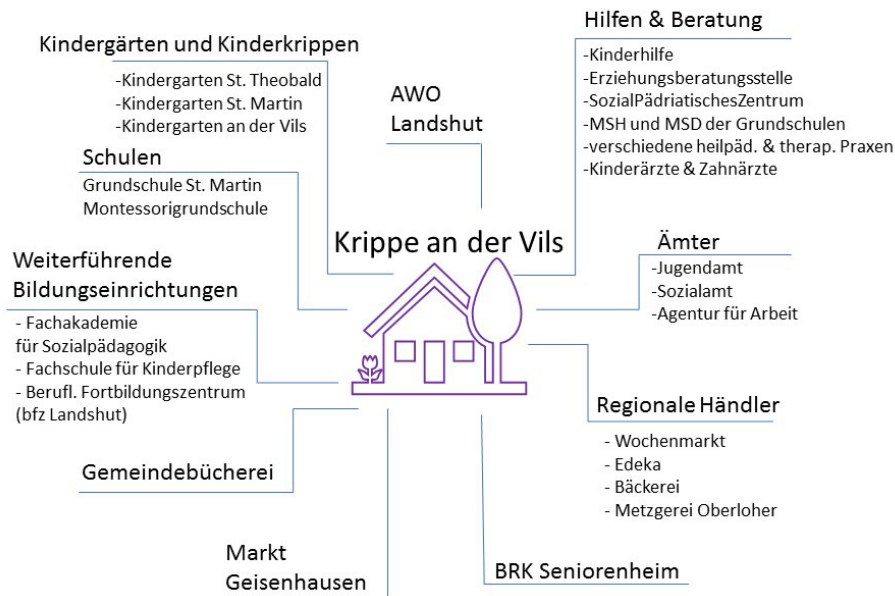 Kindergärten und Kinderkrippen
-Kindergarten St. Theobald
-Kindergarten St. Martin
-Kindergarten an der Vils
Schulen
Grundschule St. Martin
Montessorigrundschule
Weiterführende
Bildungseinrichtungen
- Fachakademie
für Sozialpädagogik
- Fachschule für Kinderpflege
- Berufl. Fortbildungszentrum
(bfz Landshut)
Gemeindebücherei
Markt
Geisenhausen
AWO
Landshut
Krippe an der Vils
Hilfen & Beratung
-Kinderhilfe
-Erziehungsberatungsstelle
-SozialPädriatischesZentrum
-MSH und MSD der Grundschulen
-verschiedene heilpäd. & therap. Praxen
-Kinderärzte & Zahnärzte
Ämter
-Jugendamt
-Sozialamt
-Agentur für Arbeit
Regionale Händler
- Wochenmarkt
- Edeka
- Bäckerei
- Metzgerei Oberloher
BRK Seniorenheim